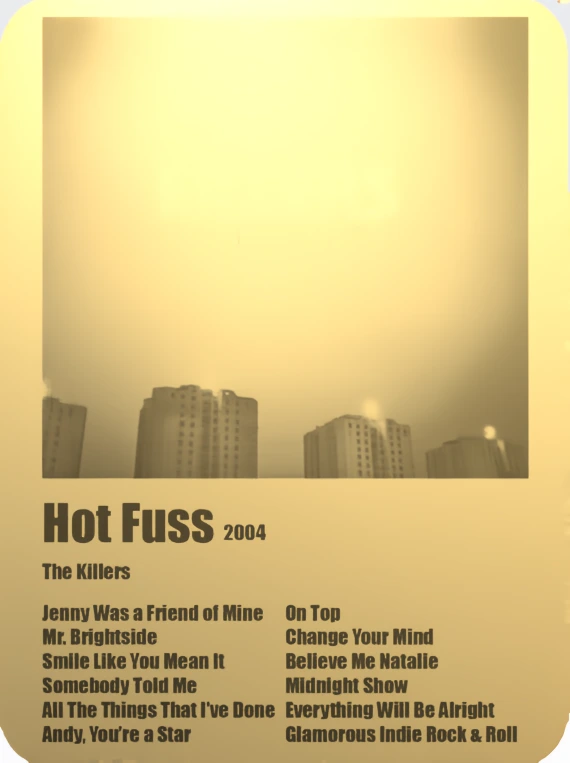 Hot Fuss 2004
The Killers
Jenny Was a Friend of Mine
Mr. Brightside
Smile Like You Mean It
Somebody Told Me
All The Things That I've Done
Andy, You're a Star
On Top
Change Your Mind
Believe Me Natalie
Midnight Show
Everything Will Be Alright
Glamorous Indie Rock & Roll